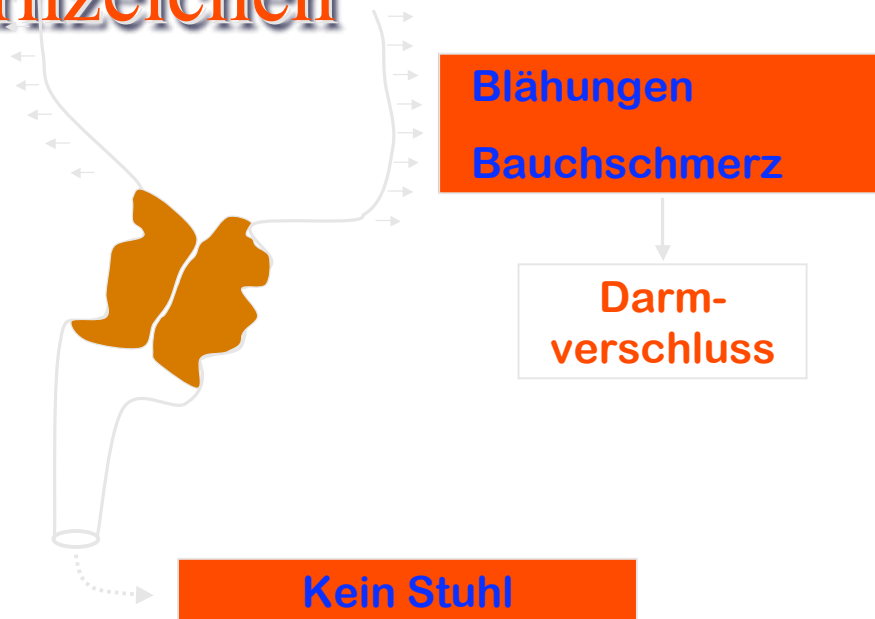 Blähungen
Bauchschmerz
Darm-
verschluss
Kein Stuhl